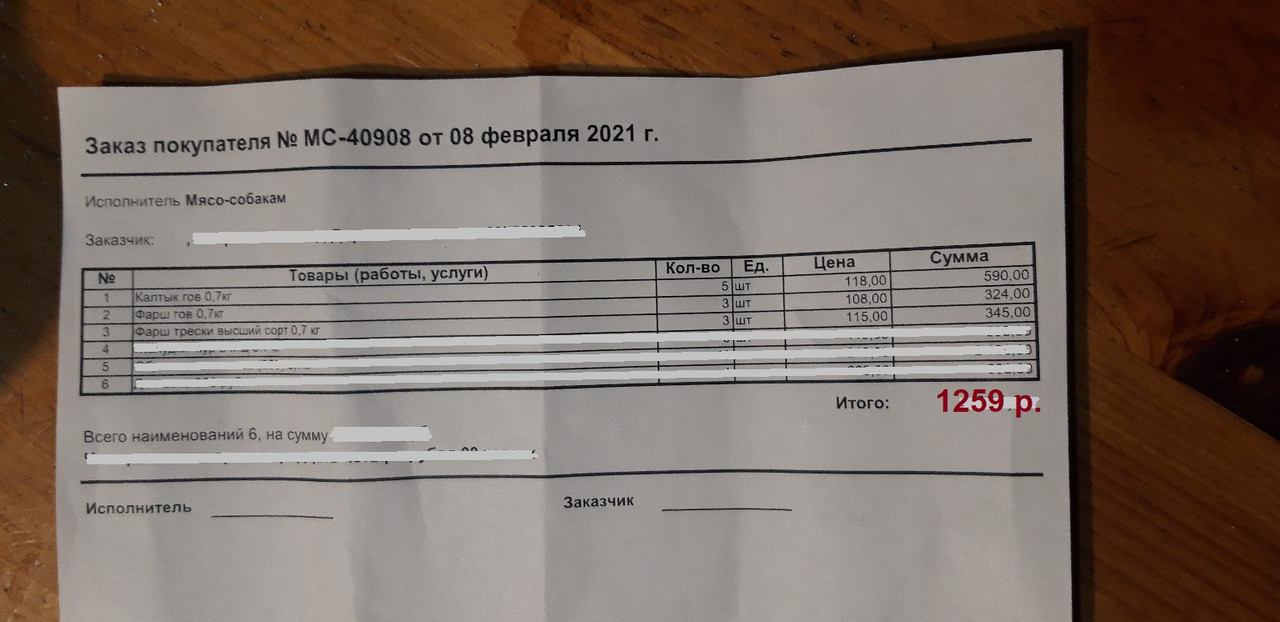 Заказ покупателя № МС-40908 от 08 февраля 2021 г.
Исполнитель Мясо-собакам
Заказчик: ,
№ Товары (работы, услуги) Кол-во Ед. Цена Сумма
1 Калтык гов 0,7кг 5 шт 118,00 590,00
2 Фарш гов 0,7кг 3 шт 108,00 324,00
3 Фарш трески высший сорт 0,7 кг 3 шт 115,00 345,00
4
5
6
Итого: 1259 р.
Всего наименований 6, на сумму
Исполнитель Заказчик